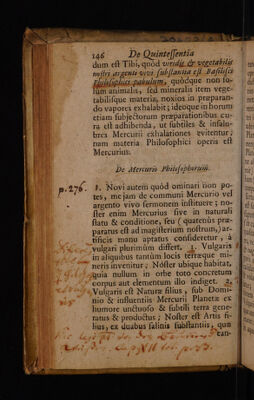 146 De Quintessentia
dum est Tibi, quòd viridis & vegetabilis
nostri argenti vivi substantia est Basilisci
Philosophici pabulum, quódque non so-
lum animalis, sed mineralis item vege-
tabilisque materia, noxios in præparan-
do vapores exhalabit; ideoque in horum
etiam subjectorum præparationibus cu-
ra est adhibenda, ut subtiles & insalu-
bres Mercurii exhalationes evitentur;
nam materia Philosophici operis est
Mercurius.
De Mercurio Philosophorum.
p. 276. 1. Novi autem quòd ominari non po-
tes, me jam de communi Mercurio vel
argento vivo sermonem instituere; no-
ster enim Mercurius sive in naturali
statu & conditione, seu (quatenus præ-
paratus est ad magisterium nostrum,) ar-
tificis manu aptatus consideretur, à
vulgari plurimùm differt. 1. Vulgaris
in aliquibus tantùm locis terræque mi-
neris invenitur; Noster ubique habitat,
quia nullum in orbe toto concretum
corpus aut elementum illo indiget. 2.
Vulgaris est Naturæ filius, sub Domi-
nio & influentiis Mercurii Planetæ ex
humore unctuoso & subtili terra gene-
ratus & productus; Noster est Artis fi-
lius, ex duabus salinis substantiis, quæ
ean-